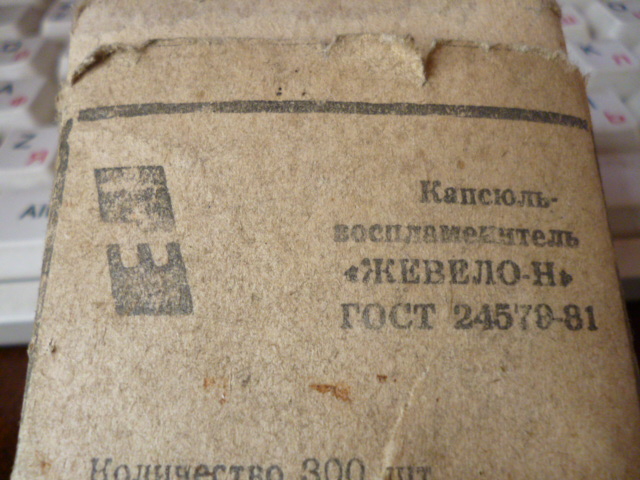 Капсюль-
воспламенитель
«ЖЕВЕЛО-Н»
ГОСТ 24579-81
Количество 300 шт